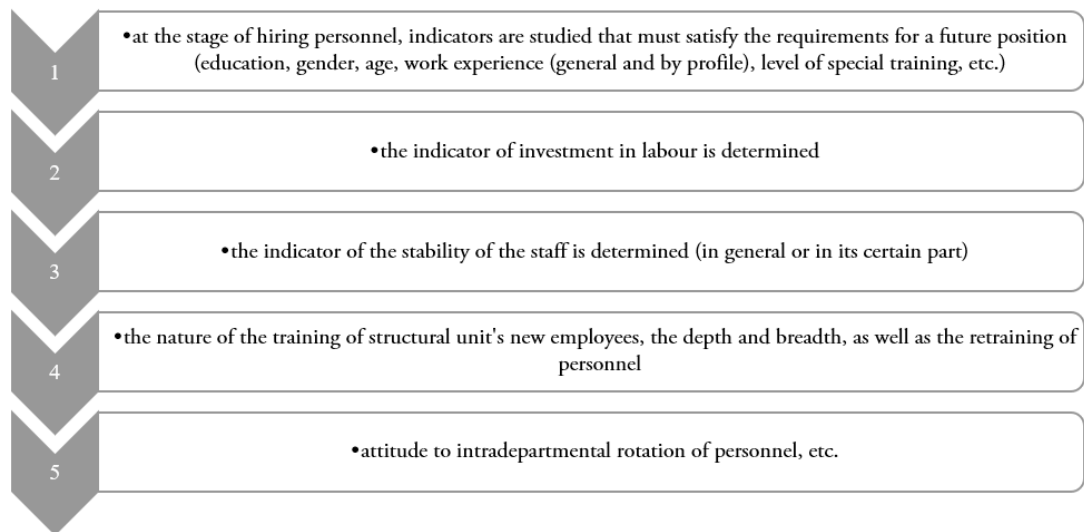 1
•at the stage of hiring personnel, indicators are studied that must satisfy the requirements for a future position
(education, gender, age, work experience (general and by profile), level of special training, etc.)
2
•the indicator of investment in labour is determined
3
•the indicator of the stability of the staff is determined (in general or in its certain part)
4
•the nature of the training of structural unit's new employees, the depth and breadth, as well as the retraining of
personnel
5
•attitude to intradepartmental rotation of personnel, etc.